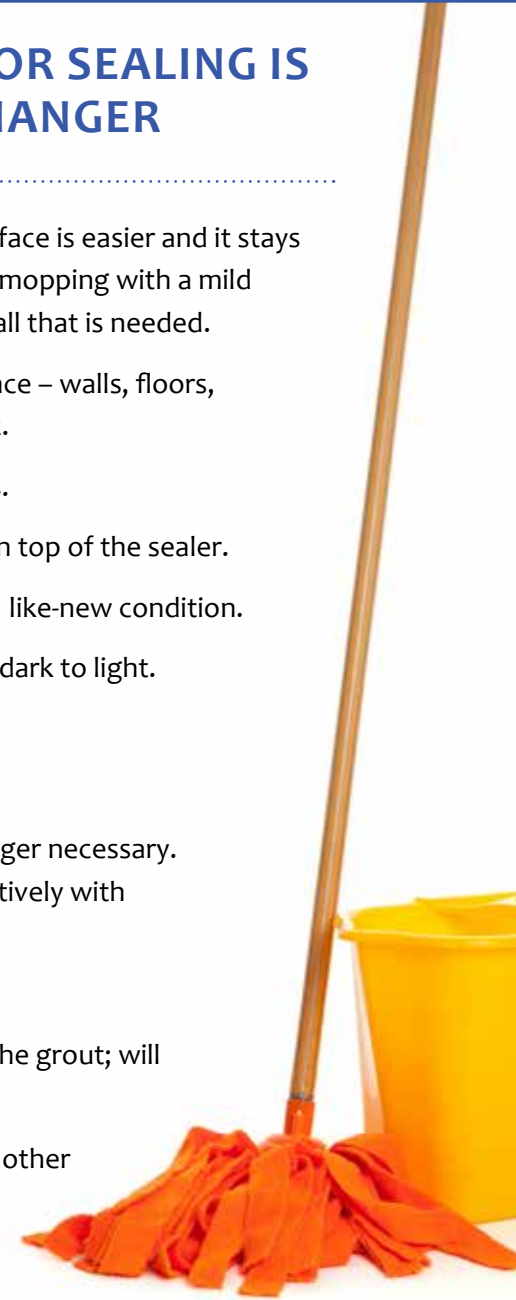 OR SEALING IS
HANGER
face is easier and it stays
mopping with a mild
all that is needed.
ce – walls, floors,
.
.
n top of the sealer.
like-new condition.
dark to light.
ger necessary.
tively with
he grout; will
other